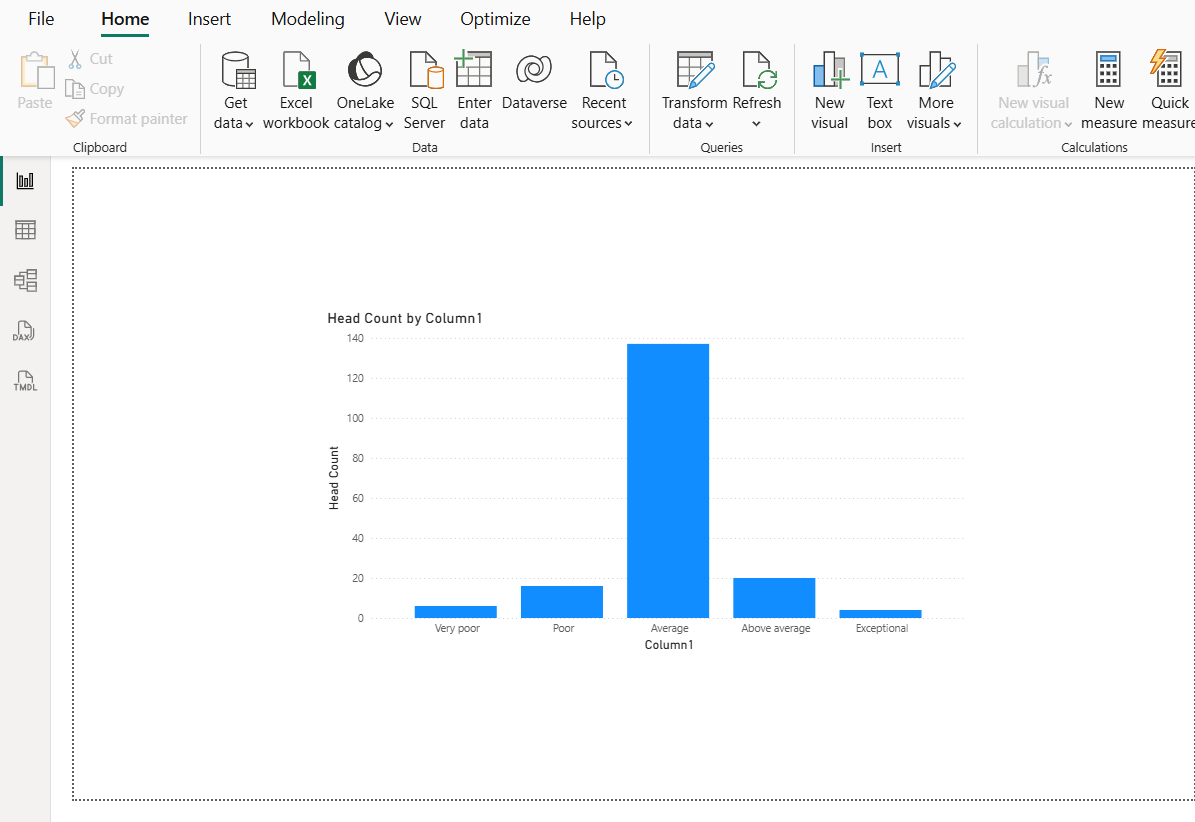 File Home Insert Modeling View Optimize Help
Paste
Cut
Copy
Format painter
Clipboard
Get data
Excel workbook
OneLake catalog
SQL Server
Enter data
Dataverse
Recent sources
Data
Transform data
Refresh
Queries
New visual
Text box
More visuals
Insert
New visual calculation
New measure
Quick measure
Calculations
DAX
TMDL
Head Count by Column1
140
120
100
80
60
40
20
0
Head Count
Very poor Poor Average Above average Exceptional
Column1